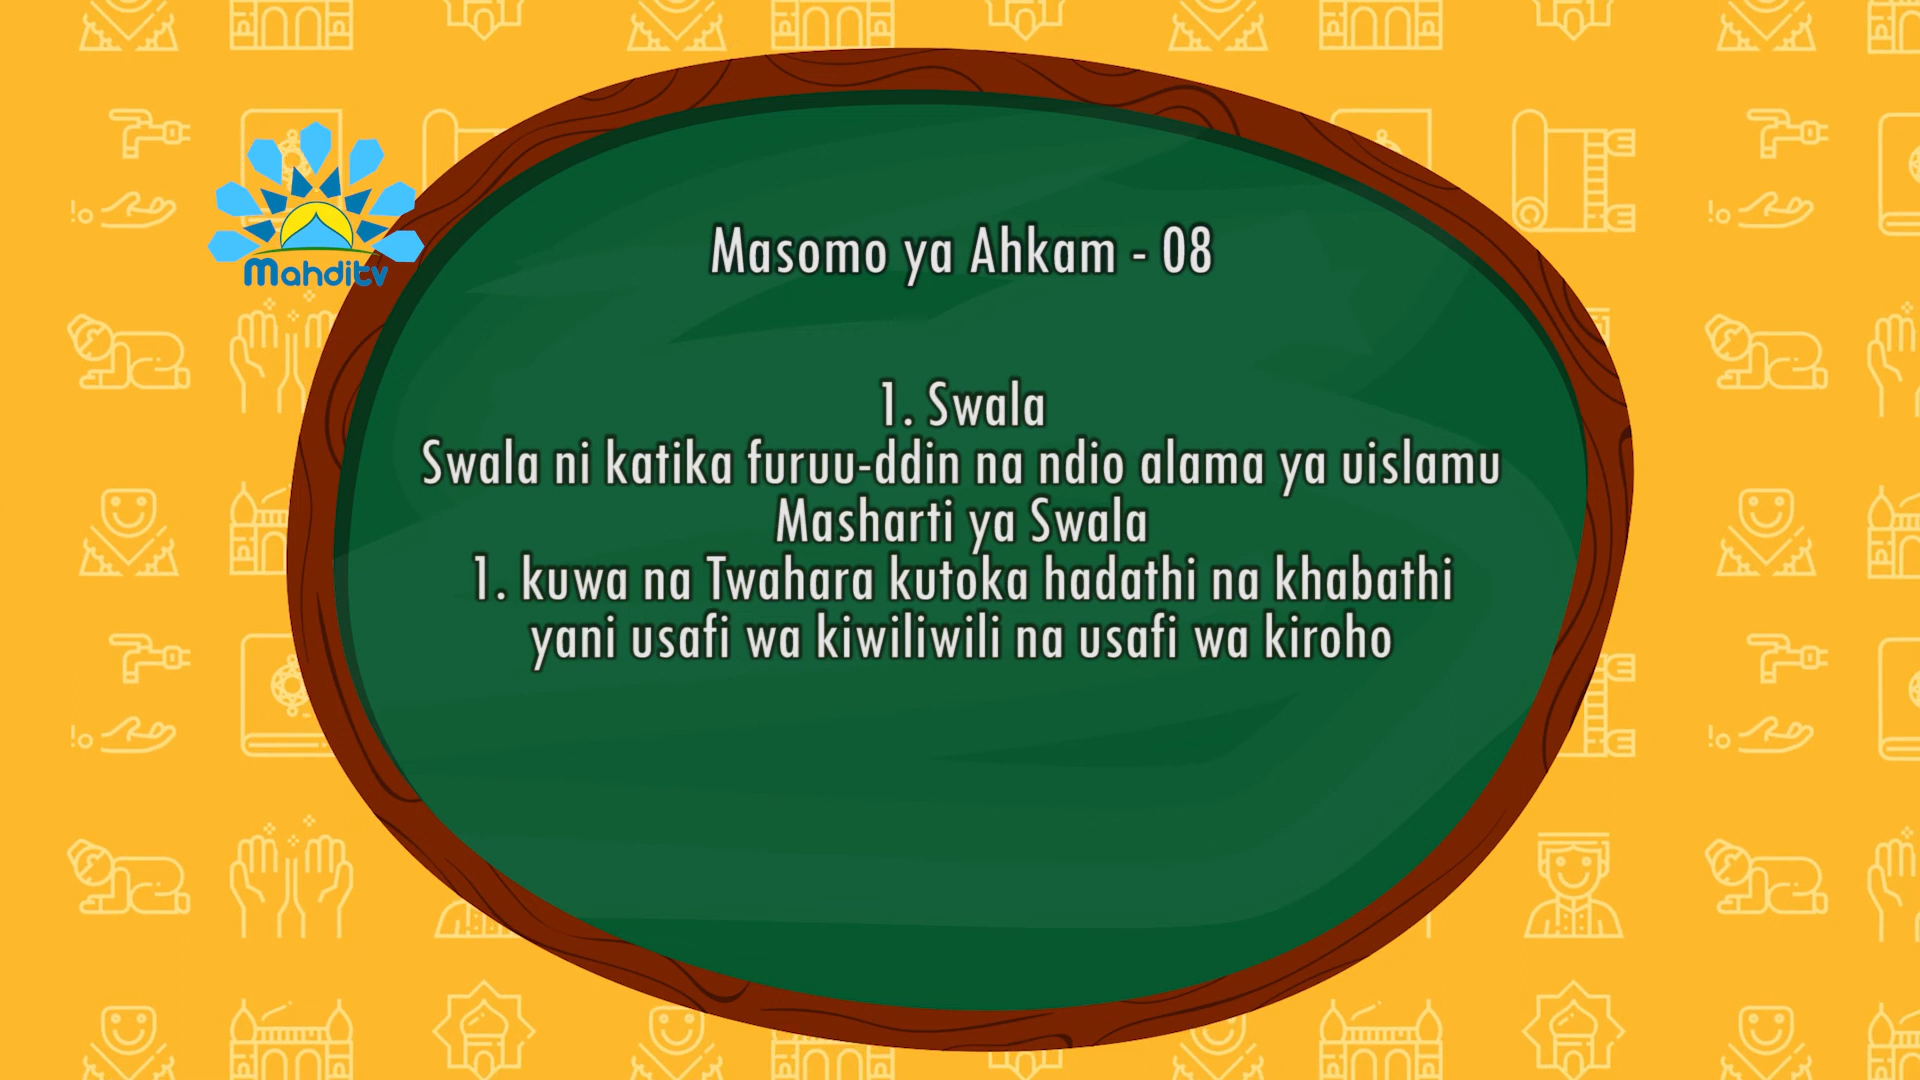 Mahditv
Masomo ya Ahkam - 08
1. Swala
Swala ni katika furuu-ddin na ndio alama ya uislamu
Masharti ya Swala
1. kuwa na Twahara kutoka hadathi na khabathi
yani usafi wa kiwiliwili na usafi wa kiroho